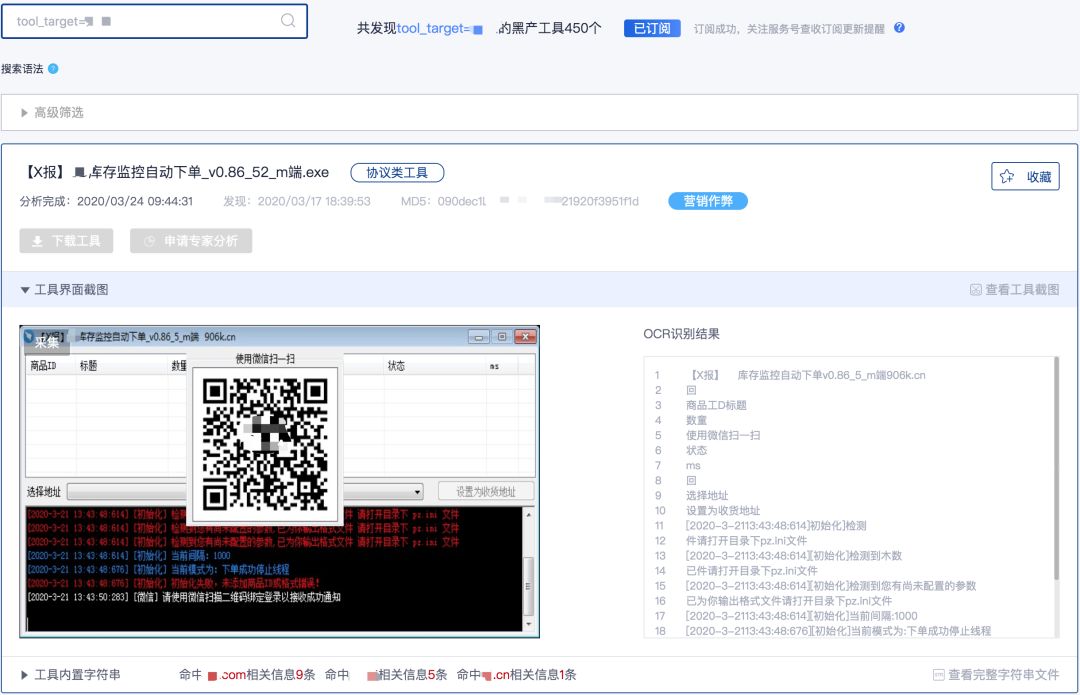 tool_target=
共发现tool_target= 的黑产工具450个 已订阅 订阅成功，关注服务号查收订阅更新提醒 ?
搜索语法 ?
高级筛选
【X报】 库存监控自动下单_v0.86_52_m端.exe 协议类工具 收藏
分析完成：2020/03/24 09:44:31 发现：2020/03/17 18:39:53 MD5：090dec1 21920f3951f1d 营销作弊
下载工具 申请专家分析
工具界面截图 查看工具截图
【X报】 库存监控自动下单_v0.86_5_m端 906k.cn
采集
商品ID 标题 数量 状态 ms
使用微信扫一扫
选择地址 设置为收货地址
[2020-3-21 13:43:48:614] [初始化] 请打开目录下 pz.ini 文件
[2020-3-21 13:43:48:614] [初始化] 检测到您有尚未配置的参数,已为你输出格式文件 请打开目录下 pz.ini 文件
[2020-3-21 13:43:48:614] [初始化] 检测到您有尚未配置的参数,已为你输出格式文件 请打开目录下 pz.ini 文件
[2020-3-21 13:43:48:614] [初始化] 当前间隔: 1000
[2020-3-21 13:43:48:676] [初始化] 当前模式为: 下单成功停止线程
[2020-3-21 13:43:48:676] [初始化] 初始化失败，未添加商品ID或格式错误!
[2020-3-21 13:43:50:283] [微信] 请使用微信扫描二维码绑定登录以接收成功通知
OCR识别结果
1 【X报】 库存监控自动下单v0.86_5_m端906k.cn
2 回
3 商品工D标题
4 数童
5 使用微信扫一扫
6 状态
7 ms
8 回
9 选择地址
10 设置为收货地址
11 [2020-3-2113:43:48:614]初始化]检测
12 件请打开目录下pz.ini文件
13 [2020-3-2113:43:48:614][初始化]检测到木数
14 已件请打开目录下pz.ini文件
15 [2020-3-2113:43:48:614][初始化]检测到您有尚未配置的参数
16 已为你输出格式文件请打开目录下pz.ini文件
17 [2020-3-2113:43:48:614][初始化]当前间隔:1000
18 [2020-3-2113:43:48:676][初始化]当前模式为:下单成功停止线程
工具内置字符串 命中 .com相关信息9条 命中 相关信息5条 命中 .cn相关信息1条 查看完整字符串文件